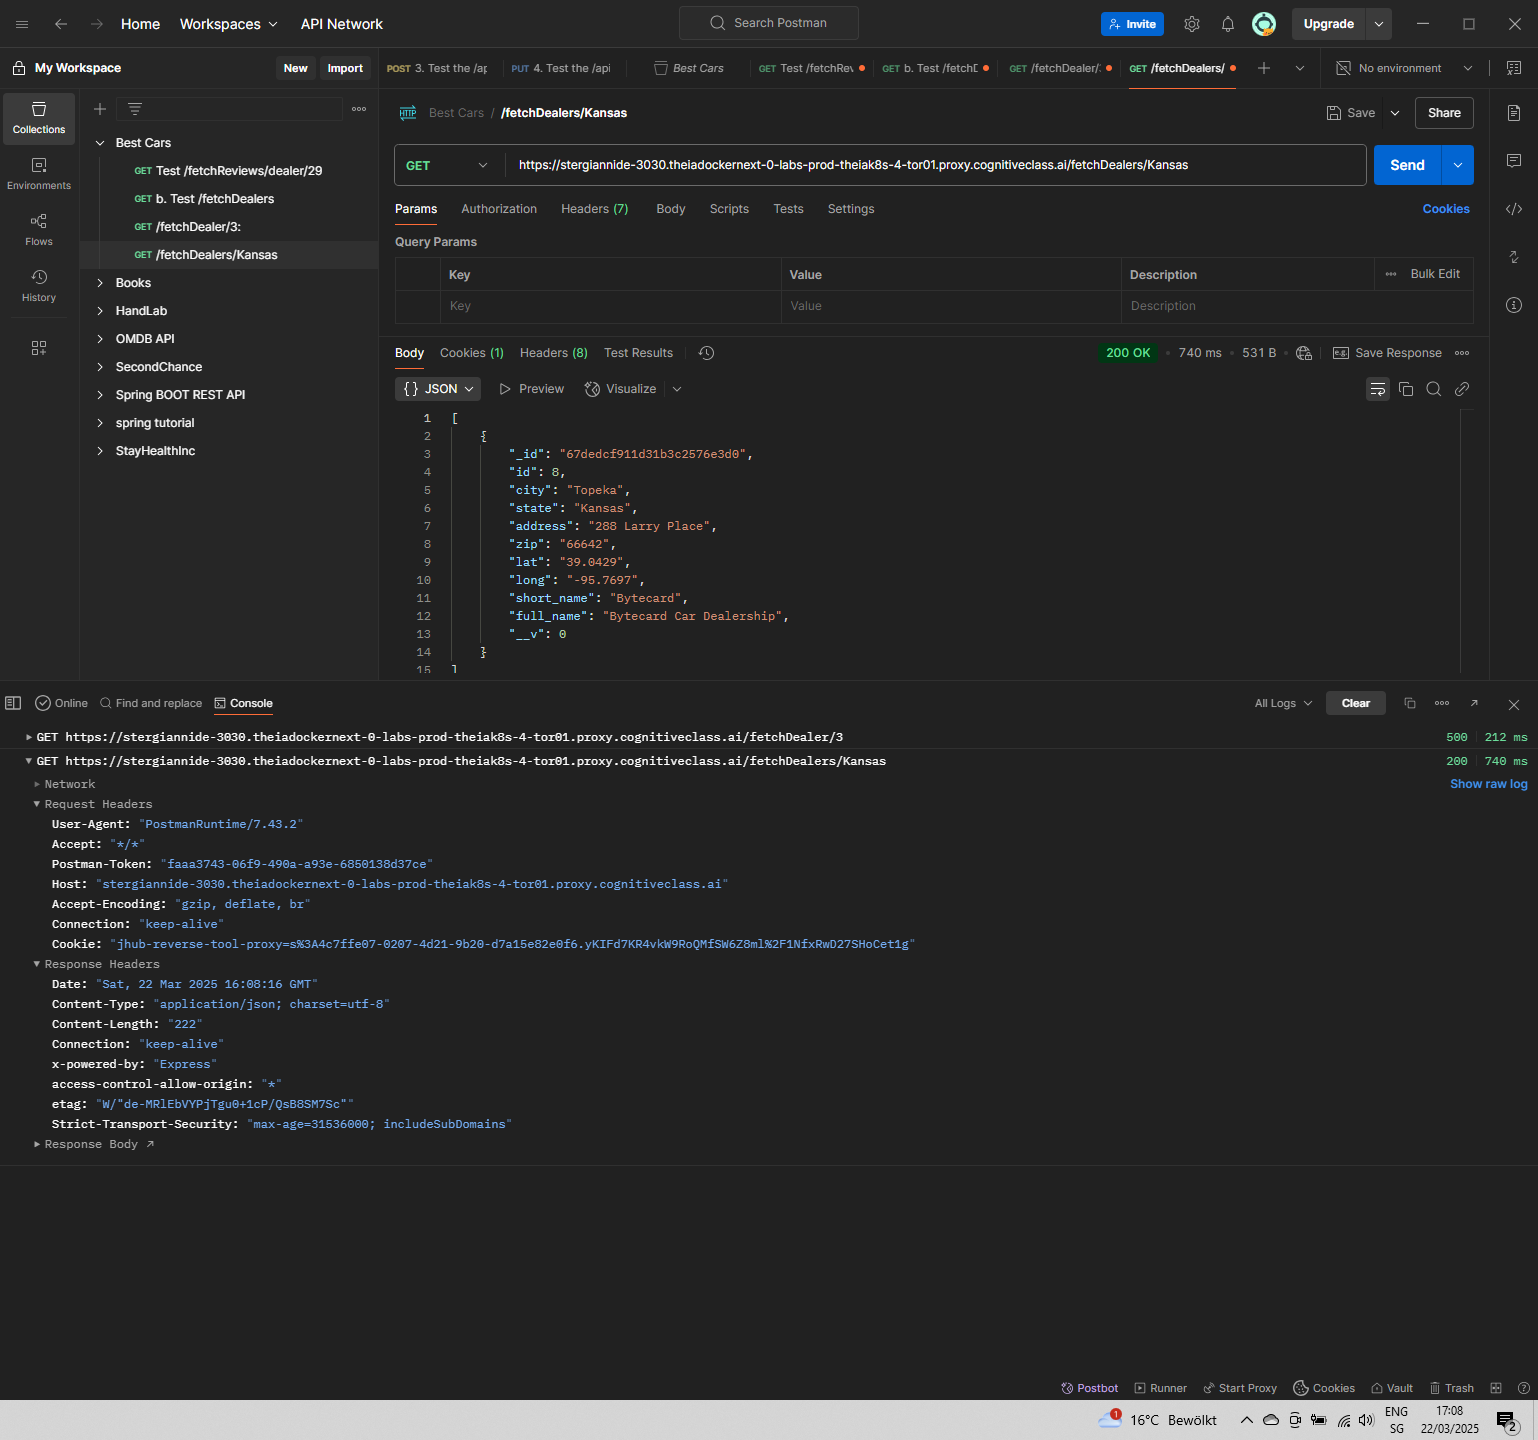 Home
Workspaces
API Network
Search Postman
Invite
Upgrade
My Workspace
New
Import
POST 3. Test the /ap
PUT 4. Test the /api
Best Cars
GET Test /fetchRev
GET b. Test /fetchD
GET /fetchDealer/
GET /fetchDealers/
No environment
Collections
Environments
Flows
History
Best Cars
GET Test /fetchReviews/dealer/29
GET b. Test /fetchDealers
GET /fetchDealer/3:
GET /fetchDealers/Kansas
Books
HandLab
OMDB API
SecondChance
Spring BOOT REST API
spring tutorial
StayHealthInc
HTTP Best Cars / /fetchDealers/Kansas
Save
Share
GET https://stergiannide-3030.theiadockernext-0-labs-prod-theiak8s-4-tor01.proxy.cognitiveclass.ai/fetchDealers/Kansas
Send
Params Authorization Headers (7) Body Scripts Tests Settings Cookies
Query Params
Key Value Description Bulk Edit
Key Value Description
Body Cookies (1) Headers (8) Test Results 200 OK 740 ms 531 B Save Response
{} JSON Preview Visualize
1 [
2 {
3 "_id": "67dedcf911d31b3c2576e3d0",
4 "id": 8,
5 "city": "Topeka",
6 "state": "Kansas",
7 "address": "288 Larry Place",
8 "zip": "66642",
9 "lat": "39.0429",
10 "long": "-95.7697",
11 "short_name": "Bytecard",
12 "full_name": "Bytecard Car Dealership",
13 "__v": 0
14 }
15 ]
Online Find and replace Console All Logs Clear
GET https://stergiannide-3030.theiadockernext-0-labs-prod-theiak8s-4-tor01.proxy.cognitiveclass.ai/fetchDealer/3 500 212 ms
GET https://stergiannide-3030.theiadockernext-0-labs-prod-theiak8s-4-tor01.proxy.cognitiveclass.ai/fetchDealers/Kansas 200 740 ms
Network Show raw log
Request Headers
User-Agent: "PostmanRuntime/7.43.2"
Accept: "*/*"
Postman-Token: "faaa3743-06f9-490a-a93e-6850138d37ce"
Host: "stergiannide-3030.theiadockernext-0-labs-prod-theiak8s-4-tor01.proxy.cognitiveclass.ai"
Accept-Encoding: "gzip, deflate, br"
Connection: "keep-alive"
Cookie: "jhub-reverse-tool-proxy=s%3A4c7ffe07-0207-4d21-9b20-d7a15e82e0f6.yKIFd7KR4vkW9RoQMfSW6Z8ml%2F1NfxRwD27SHoCet1g"
Response Headers
Date: "Sat, 22 Mar 2025 16:08:16 GMT"
Content-Type: "application/json; charset=utf-8"
Content-Length: "222"
Connection: "keep-alive"
x-powered-by: "Express"
access-control-allow-origin: "*"
etag: "W/"de-MRlEbVYPjTgu0+1cP/QsB8SM7Sc""
Strict-Transport-Security: "max-age=31536000; includeSubDomains"
Response Body
Postbot Runner Start Proxy Cookies Vault Trash
1 16°C Bewölkt
ENG
SG
17:08
22/03/2025
2